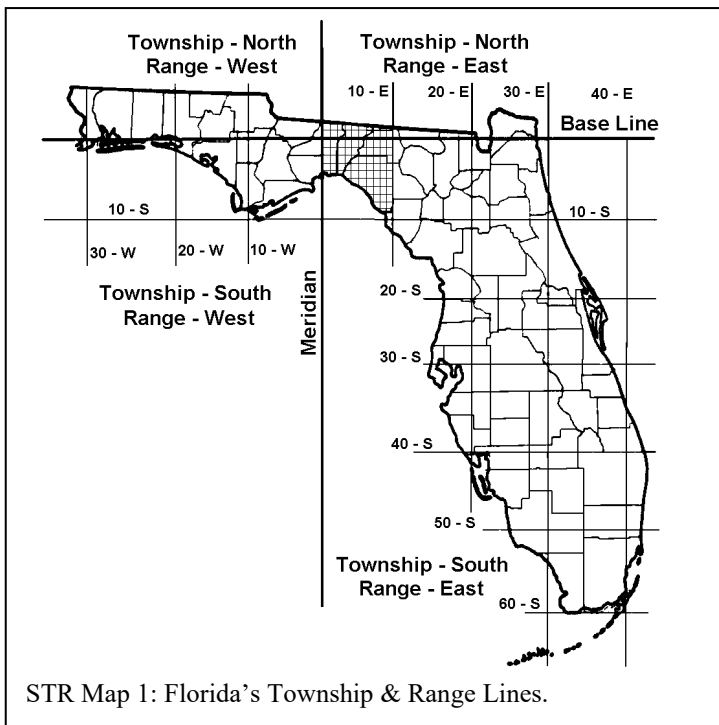 Township - North
Range - West
Township - North
Range - East
10 - E
20 - E
30 - E
40 - E
Base Line
10 - S
10 - S
30 - W
20 - W
10 - W
Township - South
Range - West
Meridian
20 - S
30 - S
40 - S
50 - S
Township - South
Range - East
60 - S
STR Map 1: Florida’s Township & Range Lines.